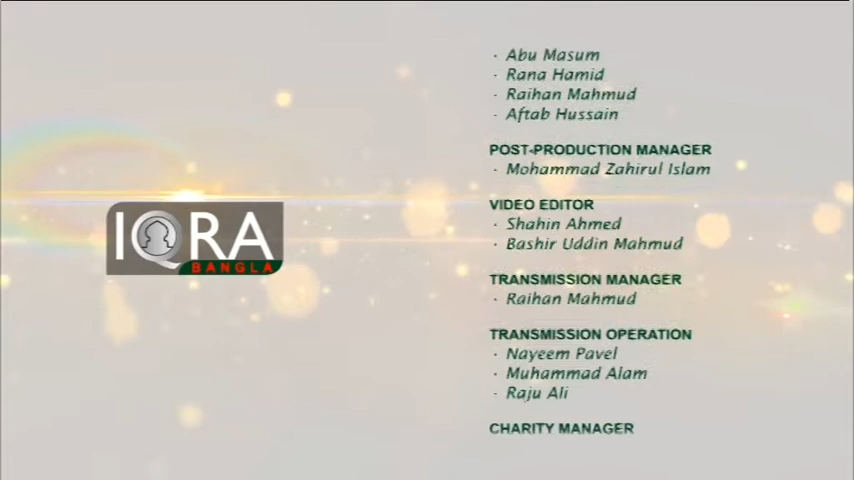 IQRA
BANGLA
· Abu Masum
· Rana Hamid
· Raihan Mahmud
· Aftab Hussain
POST-PRODUCTION MANAGER
· Mohammad Zahirul Islam
VIDEO EDITOR
· Shahin Ahmed
· Bashir Uddin Mahmud
TRANSMISSION MANAGER
· Raihan Mahmud
TRANSMISSION OPERATION
· Nayeem Pavel
· Muhammad Alam
· Raju Ali
CHARITY MANAGER